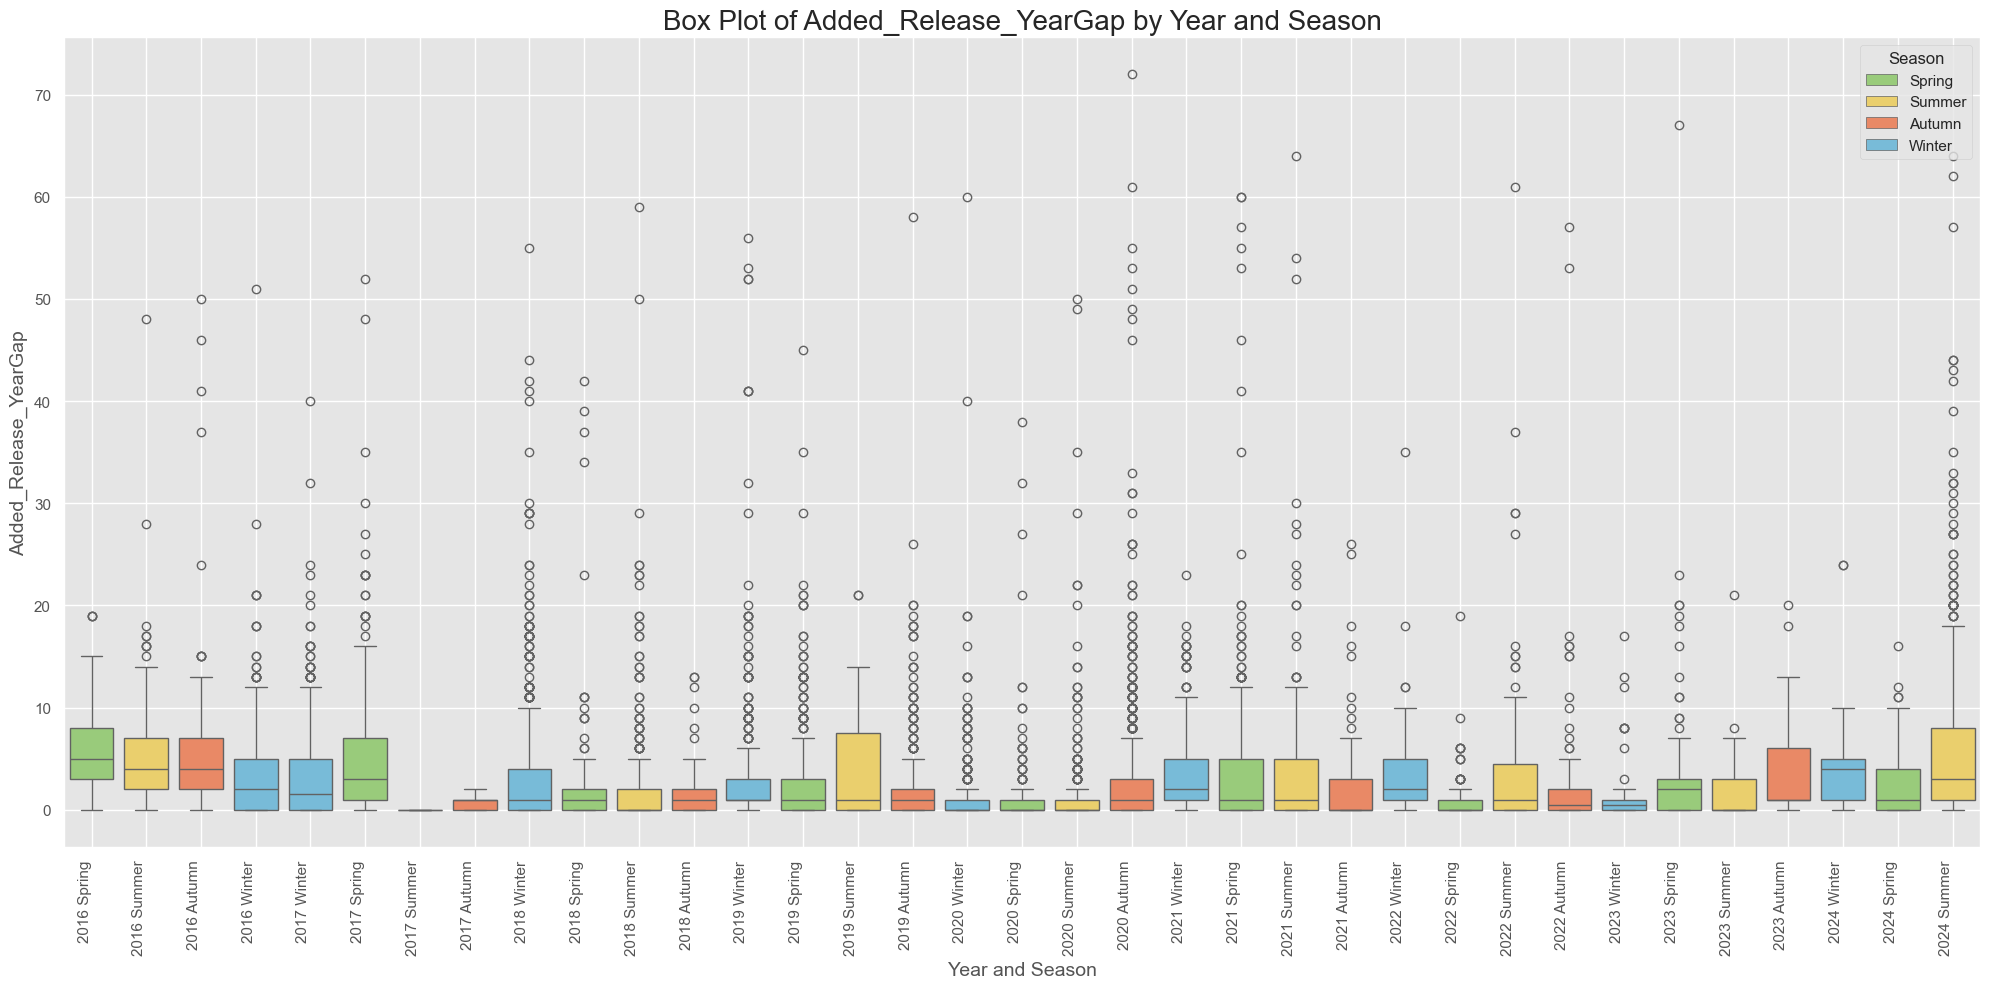 Box Plot of Added_Release_YearGap by Year and Season
Season
Spring
Summer
Autumn
Winter
Added_Release_YearGap
70
60
50
40
30
20
10
0
2016 Spring
2016 Summer
2016 Autumn
2016 Winter
2017 Winter
2017 Spring
2017 Summer
2017 Autumn
2018 Winter
2018 Spring
2018 Summer
2018 Autumn
2019 Winter
2019 Spring
2019 Summer
2019 Autumn
2020 Winter
2020 Spring
2020 Summer
2020 Autumn
2021 Winter
2021 Spring
2021 Summer
2021 Autumn
2022 Winter
2022 Spring
2022 Summer
2022 Autumn
2023 Winter
2023 Spring
2023 Summer
2023 Autumn
2024 Winter
2024 Spring
2024 Summer
Year and Season